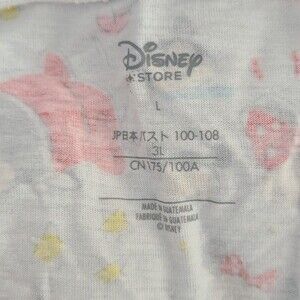 Disney
STORE
L
JP日本バスト 100-108
3L
CN175/100A
MADE IN GUATEMALA
FABRIQUÉ EN GUATEMALA
© DISNEY